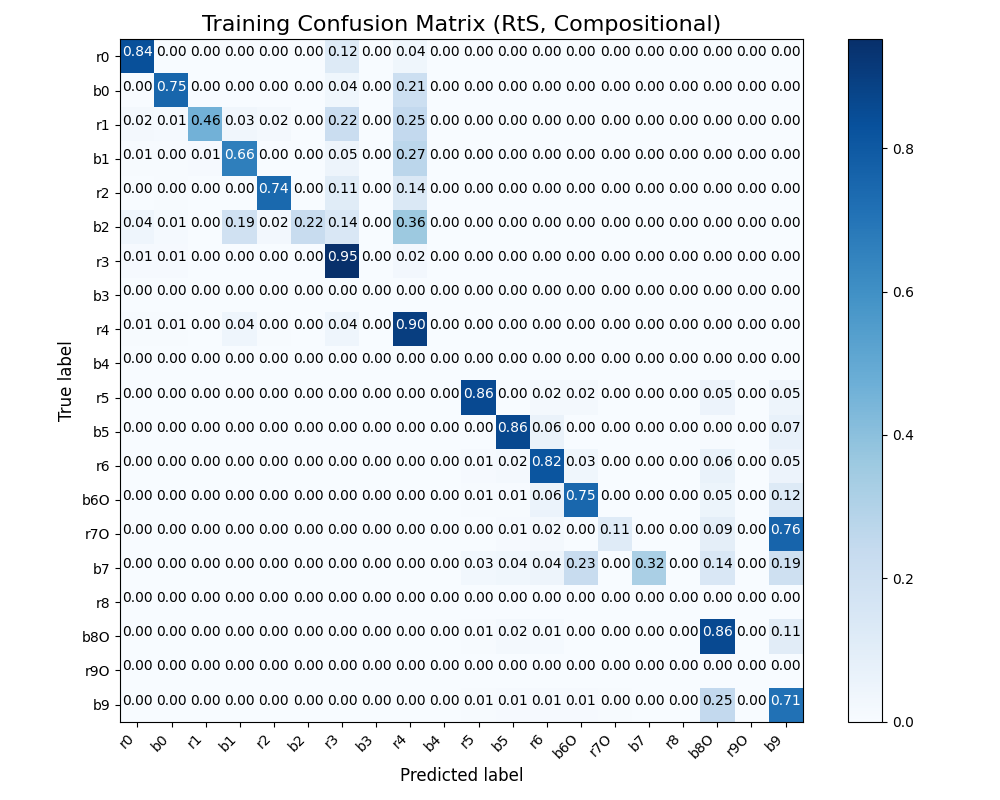 Training Confusion Matrix (RtS, Compositional)
r0 0.84 0.00 0.00 0.00 0.00 0.00 0.12 0.00 0.04 0.00 0.00 0.00 0.00 0.00 0.00 0.00 0.00 0.00 0.00 0.00
b0 0.00 0.75 0.00 0.00 0.00 0.00 0.04 0.00 0.21 0.00 0.00 0.00 0.00 0.00 0.00 0.00 0.00 0.00 0.00 0.00
r1 0.02 0.01 0.46 0.03 0.02 0.00 0.22 0.00 0.25 0.00 0.00 0.00 0.00 0.00 0.00 0.00 0.00 0.00 0.00 0.00
b1 0.01 0.00 0.01 0.66 0.00 0.00 0.05 0.00 0.27 0.00 0.00 0.00 0.00 0.00 0.00 0.00 0.00 0.00 0.00 0.00
r2 0.00 0.00 0.00 0.00 0.74 0.00 0.11 0.00 0.14 0.00 0.00 0.00 0.00 0.00 0.00 0.00 0.00 0.00 0.00 0.00
b2 0.04 0.01 0.00 0.19 0.02 0.22 0.14 0.00 0.36 0.00 0.00 0.00 0.00 0.00 0.00 0.00 0.00 0.00 0.00 0.00
r3 0.01 0.01 0.00 0.00 0.00 0.00 0.95 0.00 0.02 0.00 0.00 0.00 0.00 0.00 0.00 0.00 0.00 0.00 0.00 0.00
b3 0.00 0.00 0.00 0.00 0.00 0.00 0.00 0.00 0.00 0.00 0.00 0.00 0.00 0.00 0.00 0.00 0.00 0.00 0.00 0.00
r4 0.01 0.01 0.00 0.04 0.00 0.00 0.04 0.00 0.90 0.00 0.00 0.00 0.00 0.00 0.00 0.00 0.00 0.00 0.00 0.00
b4 0.00 0.00 0.00 0.00 0.00 0.00 0.00 0.00 0.00 0.00 0.00 0.00 0.00 0.00 0.00 0.00 0.00 0.00 0.00 0.00
r5 0.00 0.00 0.00 0.00 0.00 0.00 0.00 0.00 0.00 0.00 0.86 0.00 0.02 0.02 0.00 0.00 0.00 0.05 0.00 0.05
b5 0.00 0.00 0.00 0.00 0.00 0.00 0.00 0.00 0.00 0.00 0.00 0.86 0.06 0.00 0.00 0.00 0.00 0.00 0.00 0.07
r6 0.00 0.00 0.00 0.00 0.00 0.00 0.00 0.00 0.00 0.00 0.01 0.02 0.82 0.03 0.00 0.00 0.00 0.06 0.00 0.05
b6O 0.00 0.00 0.00 0.00 0.00 0.00 0.00 0.00 0.00 0.00 0.01 0.01 0.06 0.75 0.00 0.00 0.00 0.05 0.00 0.12
r7O 0.00 0.00 0.00 0.00 0.00 0.00 0.00 0.00 0.00 0.00 0.00 0.01 0.02 0.00 0.11 0.00 0.00 0.09 0.00 0.76
b7 0.00 0.00 0.00 0.00 0.00 0.00 0.00 0.00 0.00 0.00 0.03 0.04 0.04 0.23 0.00 0.32 0.00 0.14 0.00 0.19
r8 0.00 0.00 0.00 0.00 0.00 0.00 0.00 0.00 0.00 0.00 0.00 0.00 0.00 0.00 0.00 0.00 0.00 0.00 0.00 0.00
b8O 0.00 0.00 0.00 0.00 0.00 0.00 0.00 0.00 0.00 0.00 0.01 0.02 0.01 0.00 0.00 0.00 0.00 0.86 0.00 0.11
r9O 0.00 0.00 0.00 0.00 0.00 0.00 0.00 0.00 0.00 0.00 0.00 0.00 0.00 0.00 0.00 0.00 0.00 0.00 0.00 0.00
b9 0.00 0.00 0.00 0.00 0.00 0.00 0.00 0.00 0.00 0.00 0.01 0.01 0.01 0.01 0.00 0.00 0.00 0.25 0.00 0.71
r0 b0 r1 b1 r2 b2 r3 b3 r4 b4 r5 b5 r6 b6O r7O b7 r8 b8O r9O b9
Predicted label
True label
0.8
0.6
0.4
0.2
0.0